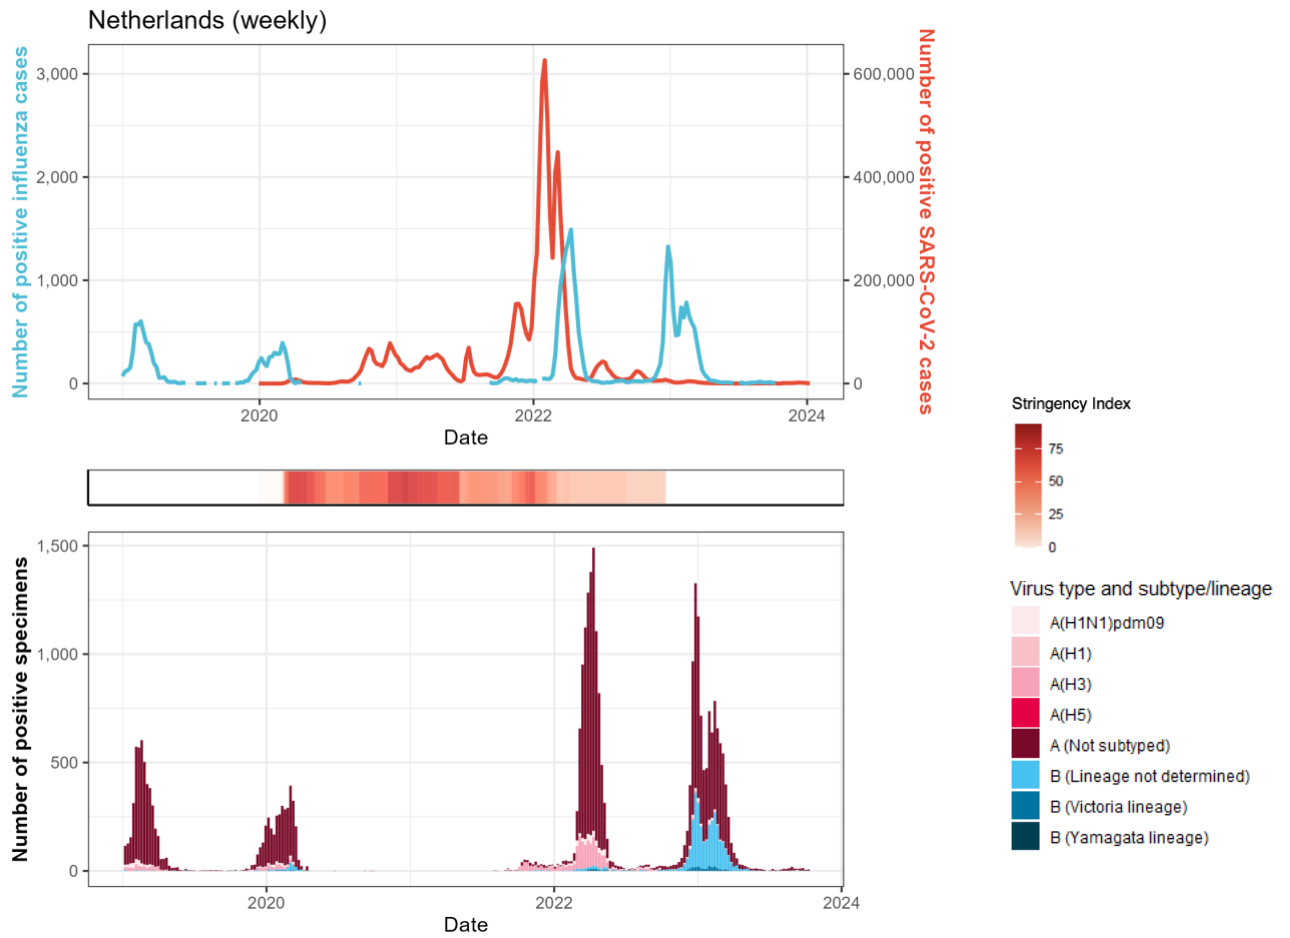 Netherlands (weekly)
Number of positive influenza cases
3,000
2,000
1,000
0
600,000
400,000
200,000
0
Number of positive SARS-CoV-2 cases
2020
2022
2024
Date
Stringency Index
75
50
25
0
Number of positive specimens
1,500
1,000
500
0
2020
2022
2024
Date
Virus type and subtype/lineage
A(H1N1)pdm09
A(H1)
A(H3)
A(H5)
A (Not subtyped)
B (Lineage not determined)
B (Victoria lineage)
B (Yamagata lineage)